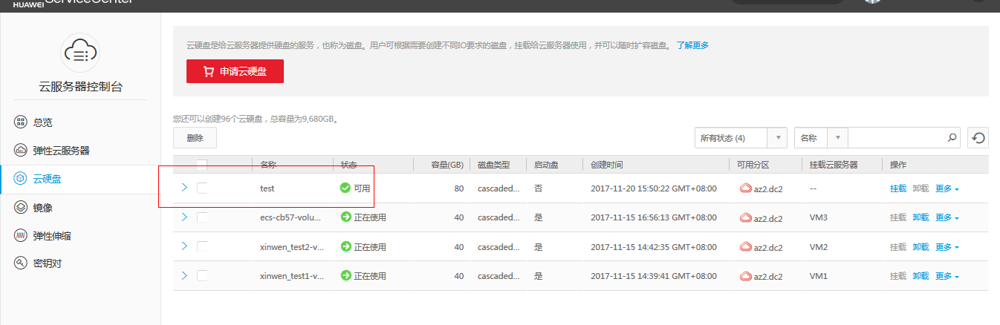 HUAWEI ServiceCenter
云硬盘是给云服务器提供硬盘的服务，也称为磁盘。用户可根据需要创建不同IO要求的磁盘，挂载给云服务器使用，并可以随时扩容磁盘。 了解更多
申请云硬盘
云服务器控制台
总览
弹性云服务器
云硬盘
镜像
弹性伸缩
密钥对
您还可以创建96个云硬盘，总容量为9,680GB。
删除 所有状态 (4) 名称
名称 状态 容量(GB) 磁盘类型 启动盘 创建时间 可用分区 挂载云服务器 操作
test 可用 80 cascaded... 否 2017-11-20 15:50:22 GMT+08:00 az2.dc2 -- 挂载 卸载 更多
ecs-cb57-volu... 正在使用 40 cascaded... 是 2017-11-15 16:56:13 GMT+08:00 az2.dc2 VM3 挂载 卸载 更多
xinwen_test2-v... 正在使用 40 cascaded... 是 2017-11-15 14:42:35 GMT+08:00 az2.dc2 VM2 挂载 卸载 更多
xinwen_test1-v... 正在使用 40 cascaded... 是 2017-11-15 14:39:41 GMT+08:00 az2.dc2 VM1 挂载 卸载 更多